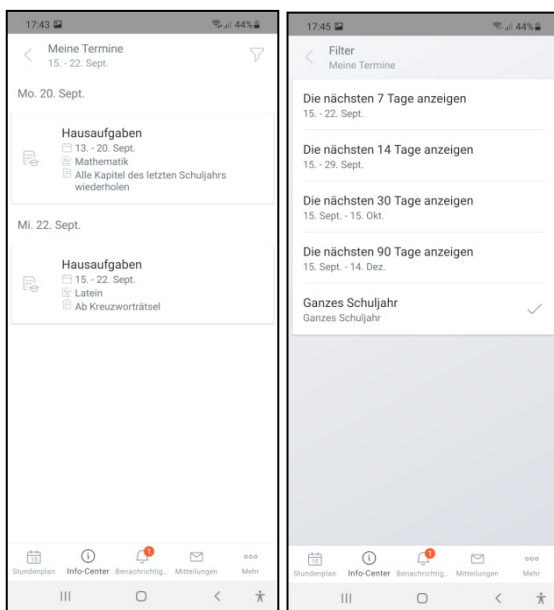 17:43
44%
Meine Termine
15. - 22. Sept.
Mo. 20. Sept.
Hausaufgaben
13. - 20. Sept.
Mathematik
Alle Kapitel des letzten Schuljahrs
wiederholen
Mi. 22. Sept.
Hausaufgaben
15. - 22. Sept.
Latein
Ab Kreuzworträtsel
15
1
Stundenplan Info-Center Benachrichtig... Mitteilungen Mehr
17:45
44%
Filter
Meine Termine
Die nächsten 7 Tage anzeigen
15. - 22. Sept.
Die nächsten 14 Tage anzeigen
15. - 29. Sept.
Die nächsten 30 Tage anzeigen
15. Sept. - 15. Okt.
Die nächsten 90 Tage anzeigen
15. Sept. - 14. Dez.
Ganzes Schuljahr
Ganzes Schuljahr
15
1
Stundenplan Info-Center Benachrichtig... Mitteilungen Mehr